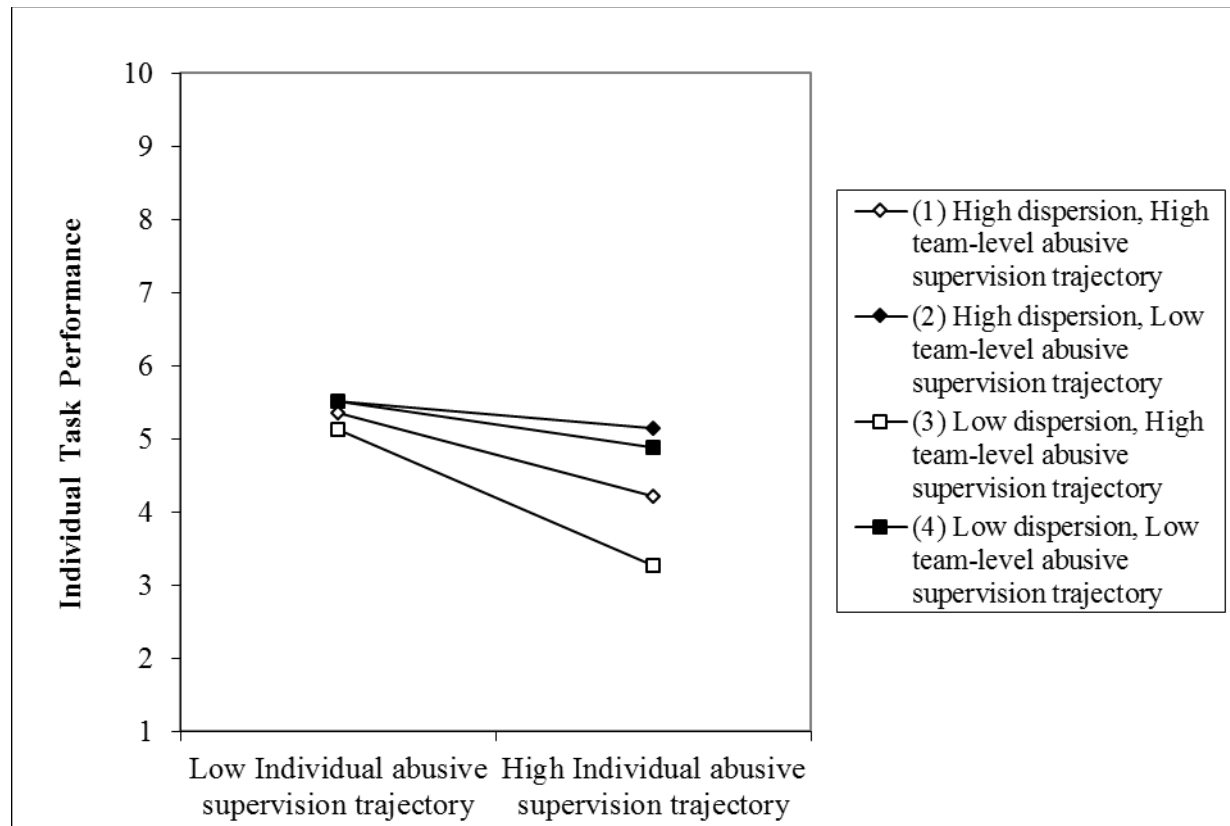 Individual Task Performance
10
9
8
7
6
5
4
3
2
1
Low Individual abusive
supervision trajectory
High Individual abusive
supervision trajectory
(1) High dispersion, High
team-level abusive
supervision trajectory
(2) High dispersion, Low
team-level abusive
supervision trajectory
(3) Low dispersion, High
team-level abusive
supervision trajectory
(4) Low dispersion, Low
team-level abusive
supervision trajectory